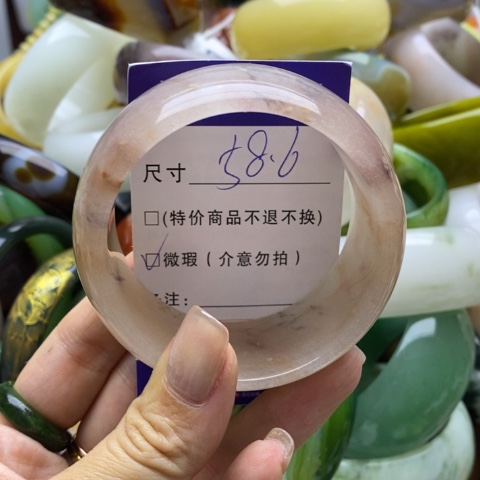 尺寸 58.6
□(特价商品不退不换)
☑微瑕(介意勿拍)
注: